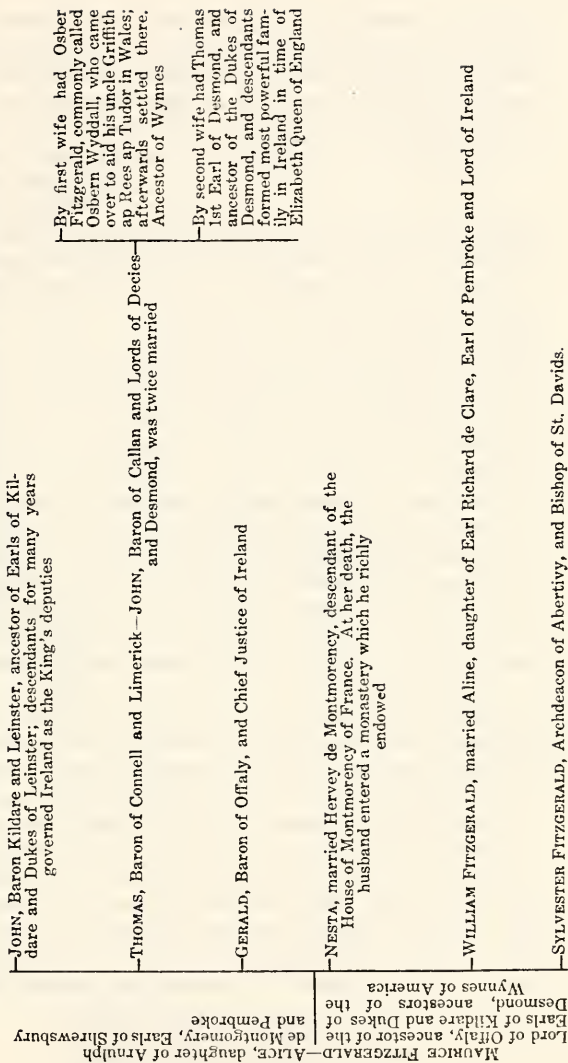 MAURICE FITZGERALD—ALICE, daughter of Arnulph
Lord of Offaly, ancestor of the
Earls of Kildare and Dukes of
Desmond, ancestors of the
Wynnes of America
de Montgomery, Earls of Shrewsbury
and Pembroke
JOHN, Baron Kildare and Leinster, ancestor of Earls of Kil-
dare and Dukes of Leinster; descendants for many years
governed Ireland as the King's deputies
THOMAS, Baron of Connell and Limerick—JOHN, Baron of Callan and Lords of Decies—
and Desmond, was twice married
By first wife had Osber
Fitzgerald, commonly called
Osbern Wyddall, who came
over to aid his uncle Griffith
ap Rees ap Tudor in Wales;
afterwards settled there.
Ancestor of Wynnes
By second wife had Thomas
1st Earl of Desmond, and
ancestor of the Dukes of
Desmond, and descendants
formed most powerful fam-
ily in Ireland in time of
Elizabeth Queen of England
GERALD, Baron of Offaly, and Chief Justice of Ireland
NESTA, married Hervey de Montmorency, descendant of the
House of Montmorency of France. At her death, the
husband entered a monastery which he richly
endowed
WILLIAM FITZGERALD, married Aline, daughter of Earl Richard de Clare, Earl of Pembroke and Lord of Ireland
SYLVESTER FITZGERALD, Archdeacon of Abertivy, and Bishop of St. Davids.